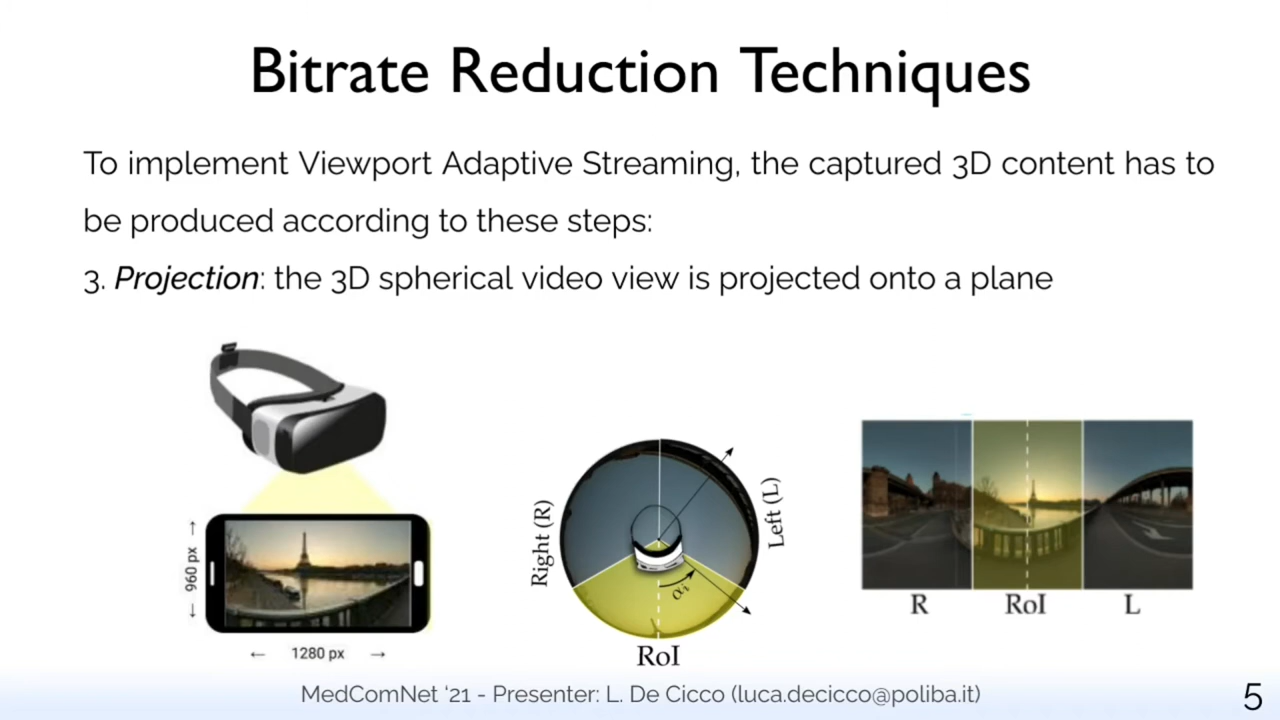 Bitrate Reduction Techniques
To implement Viewport Adaptive Streaming, the captured 3D content has to
be produced according to these steps:
3. Projection: the 3D spherical video view is projected onto a plane
960 px
1280 px
Right (R)
Left (L)
αi
RoI
R
RoI
L
MedComNet ‘21 - Presenter: L. De Cicco (luca.decicco@poliba.it)
5